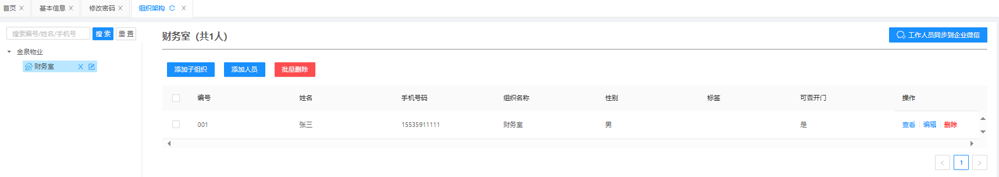 首页 基本信息 修改密码 组织架构
搜索编号/姓名/手机号 搜 索 重 置
金泉物业
财务室
财务室（共1人）
工作人员同步到企业微信
添加子组织 添加人员 批量删除
编号 姓名 手机号码 组织名称 性别 标签 可否开门 操作
001 张三 15535911111 财务室 男 是 查看 编辑 删除
1